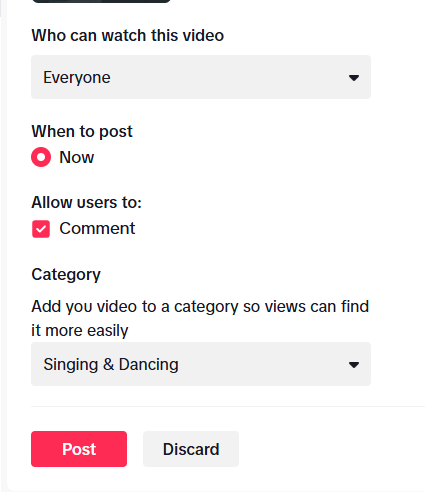 Who can watch this video
Everyone
When to post
Now
Allow users to:
Comment
Category
Add you video to a category so views can find
it more easily
Singing & Dancing
Post
Discard